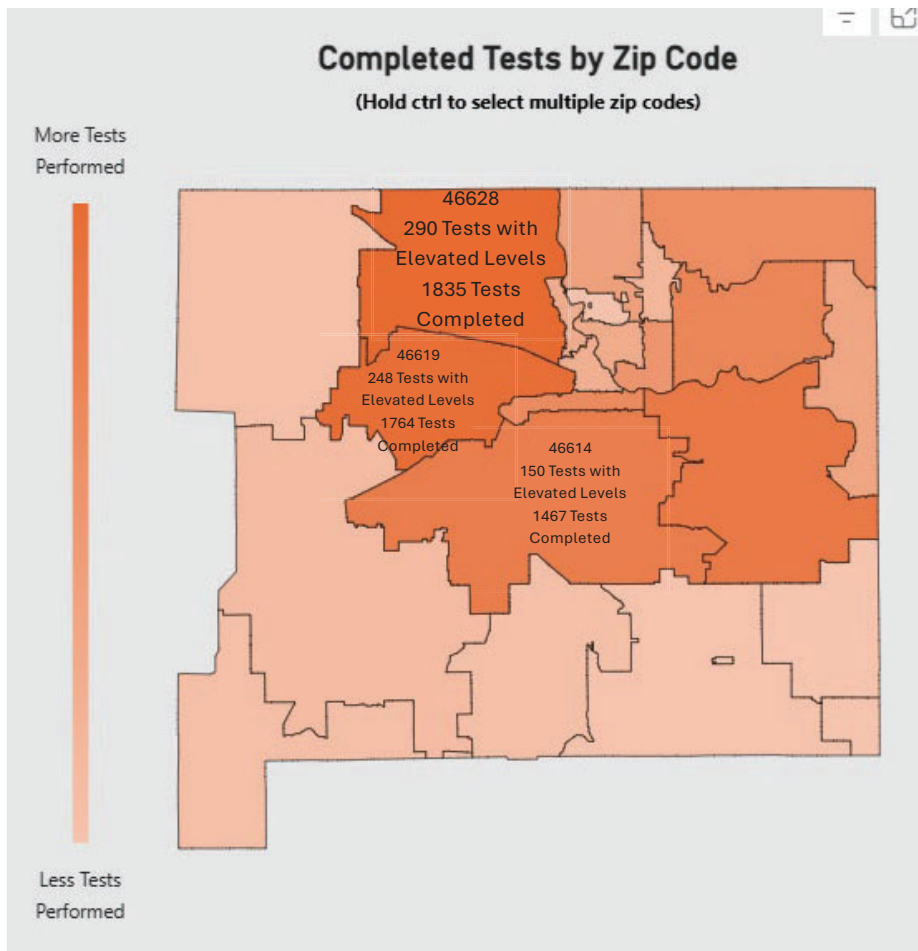 Completed Tests by Zip Code
(Hold ctrl to select multiple zip codes)
More Tests
Performed
46628
290 Tests with
Elevated Levels
1835 Tests
Completed
46619
248 Tests with
Elevated Levels
1764 Tests
Completed
46614
150 Tests with
Elevated Levels
1467 Tests
Completed
Less Tests
Performed